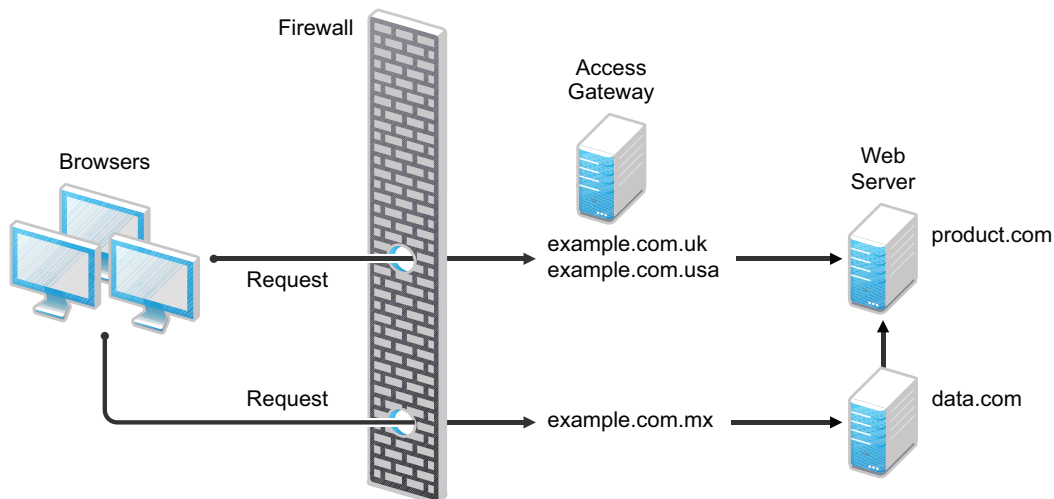 Firewall
Access
Gateway
Browsers
Web
Server
example.com.uk
example.com.usa
product.com
Request
Request
example.com.mx
data.com